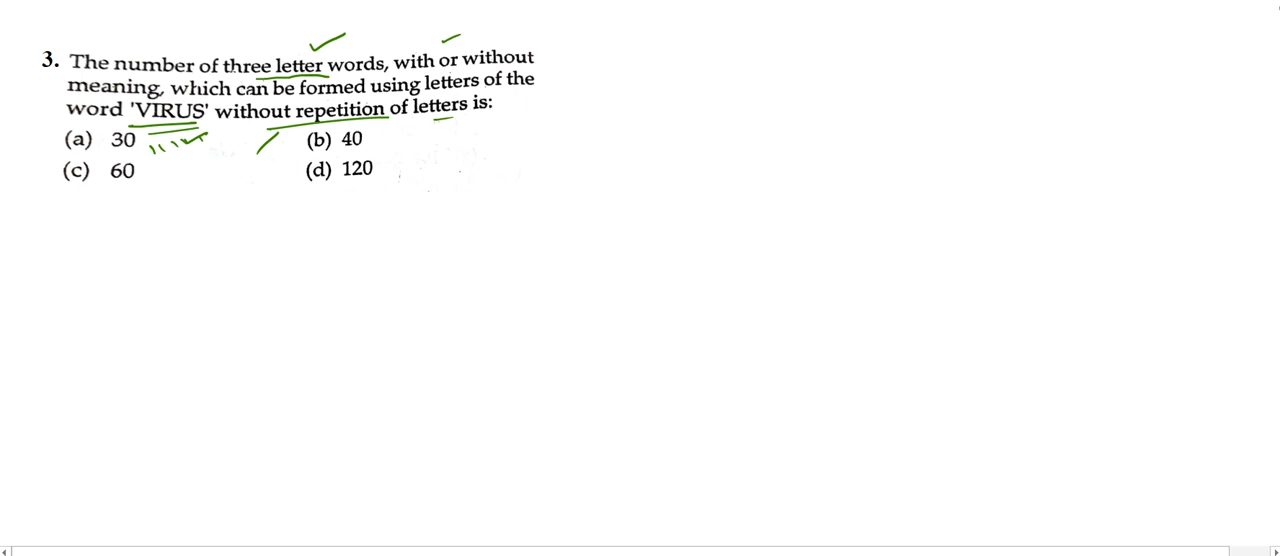 3. The number of three letter words, with or without
meaning, which can be formed using letters of the
word 'VIRUS' without repetition of letters is:
(a) 30 (b) 40
(c) 60 (d) 120